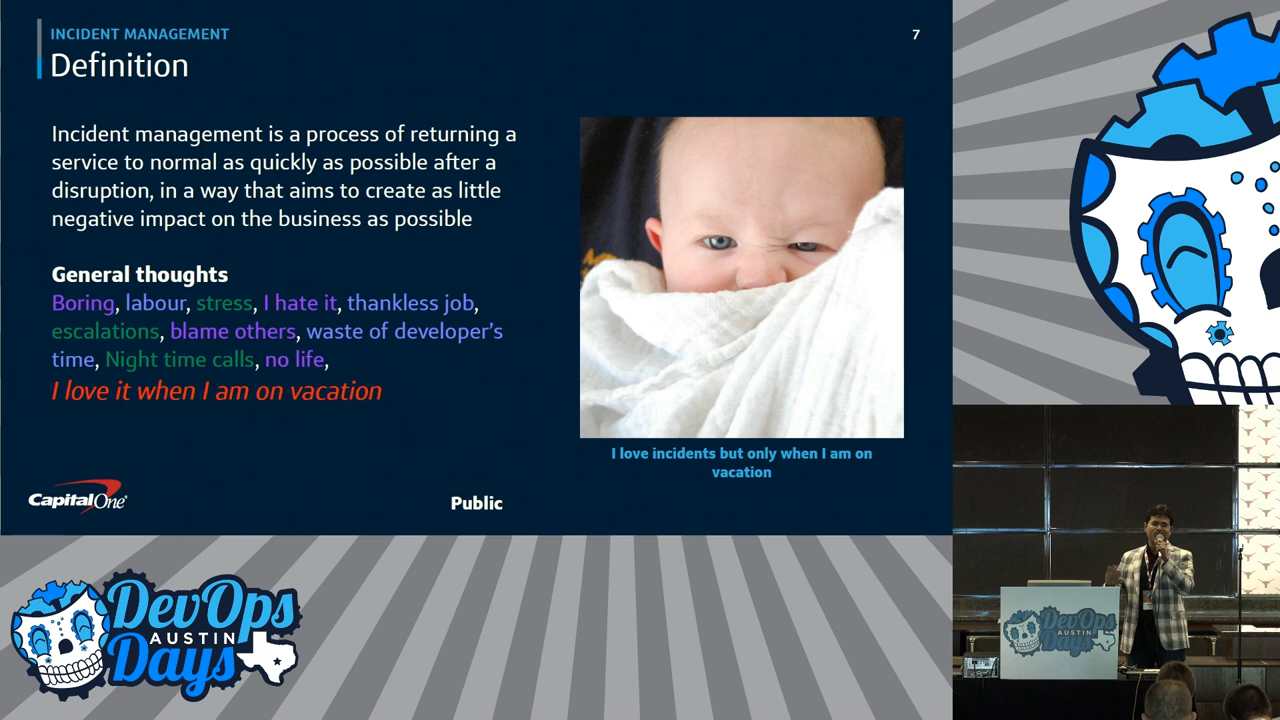 INCIDENT MANAGEMENT
7
Definition
Incident management is a process of returning a
service to normal as quickly as possible after a
disruption, in a way that aims to create as little
negative impact on the business as possible
General thoughts
Boring, labour, stress, I hate it, thankless job,
escalations, blame others, waste of developer's
time, Night time calls, no life,
I love it when I am on vacation
I love incidents but only when I am on
vacation
CapitalOne
Public
DevOps
AUSTIN
Days
DevOps
AUSTIN
Days